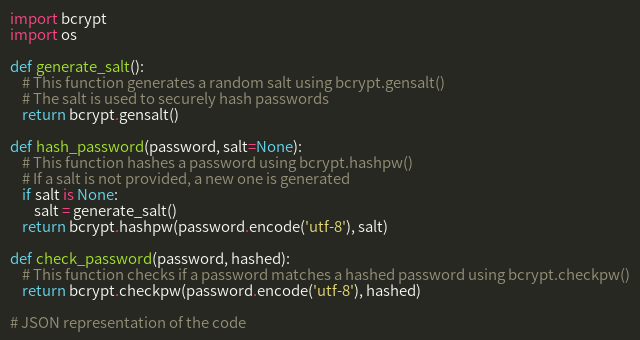 import bcrypt
import os

def generate_salt():
    # This function generates a random salt using bcrypt.gensalt()
    # The salt is used to securely hash passwords
    return bcrypt.gensalt()

def hash_password(password, salt=None):
    # This function hashes a password using bcrypt.hashpw()
    # If a salt is not provided, a new one is generated
    if salt is None:
        salt = generate_salt()
    return bcrypt.hashpw(password.encode('utf-8'), salt)

def check_password(password, hashed):
    # This function checks if a password matches a hashed password using bcrypt.checkpw()
    return bcrypt.checkpw(password.encode('utf-8'), hashed)

# JSON representation of the code